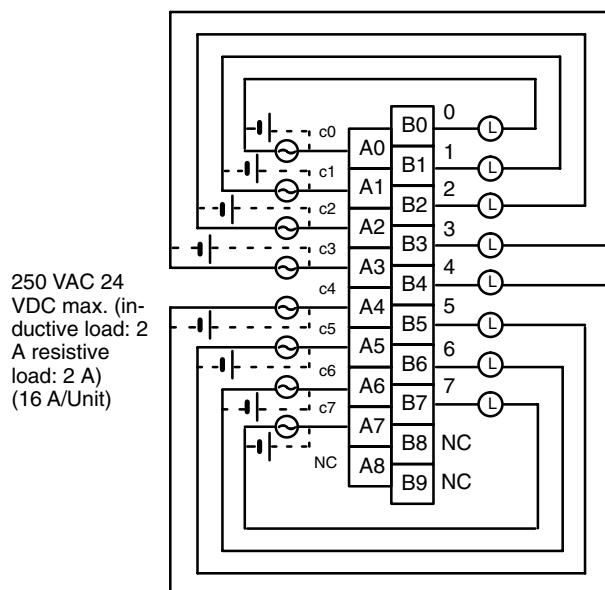 0
c0
B0
L
A0
1
c1
B1
L
A1
2
c2
B2
L
A2
3
c3
B3
L
A3
4
c4
B4
L
A4
5
c5
B5
L
A5
6
c6
B6
L
A6
7
c7
B7
L
A7
NC
B8
NC
A8
B9
NC
250 VAC 24
VDC max. (in-
ductive load: 2
A resistive
load: 2 A)
(16 A/Unit)